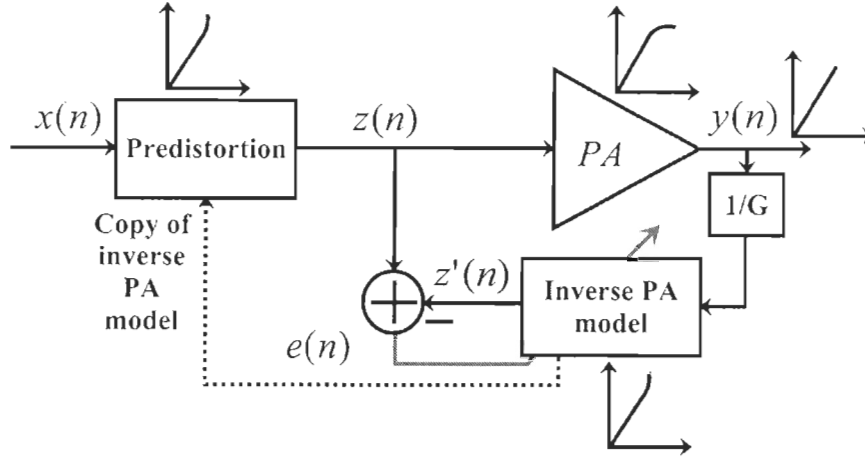 x(n)
Predistortion
z(n)
PA
y(n)
1/G
Copy of
inverse
PA
model
z'(n)
Inverse PA
model
e(n)